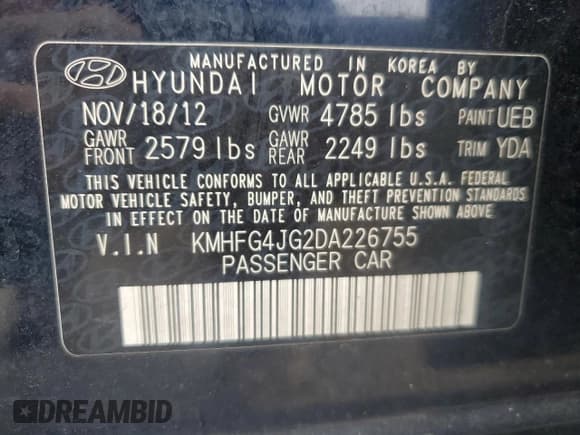 MANUFACTURED IN KOREA BY
HYUNDAI MOTOR COMPANY
NOV/18/12 GVWR 4785 lbs PAINT UEB
GAWR FRONT 2579 lbs GAWR REAR 2249 lbs TRIM YDA
THIS VEHICLE CONFORMS TO ALL APPLICABLE U.S.A. FEDERAL
MOTOR VEHICLE SAFETY, BUMPER, AND THEFT PREVENTION STANDARDS
IN EFFECT ON THE DATE OF MANUFACTURE SHOWN ABOVE.
V.I.N KMHFG4JG2DA226755
PASSENGER CAR
DREAMBID